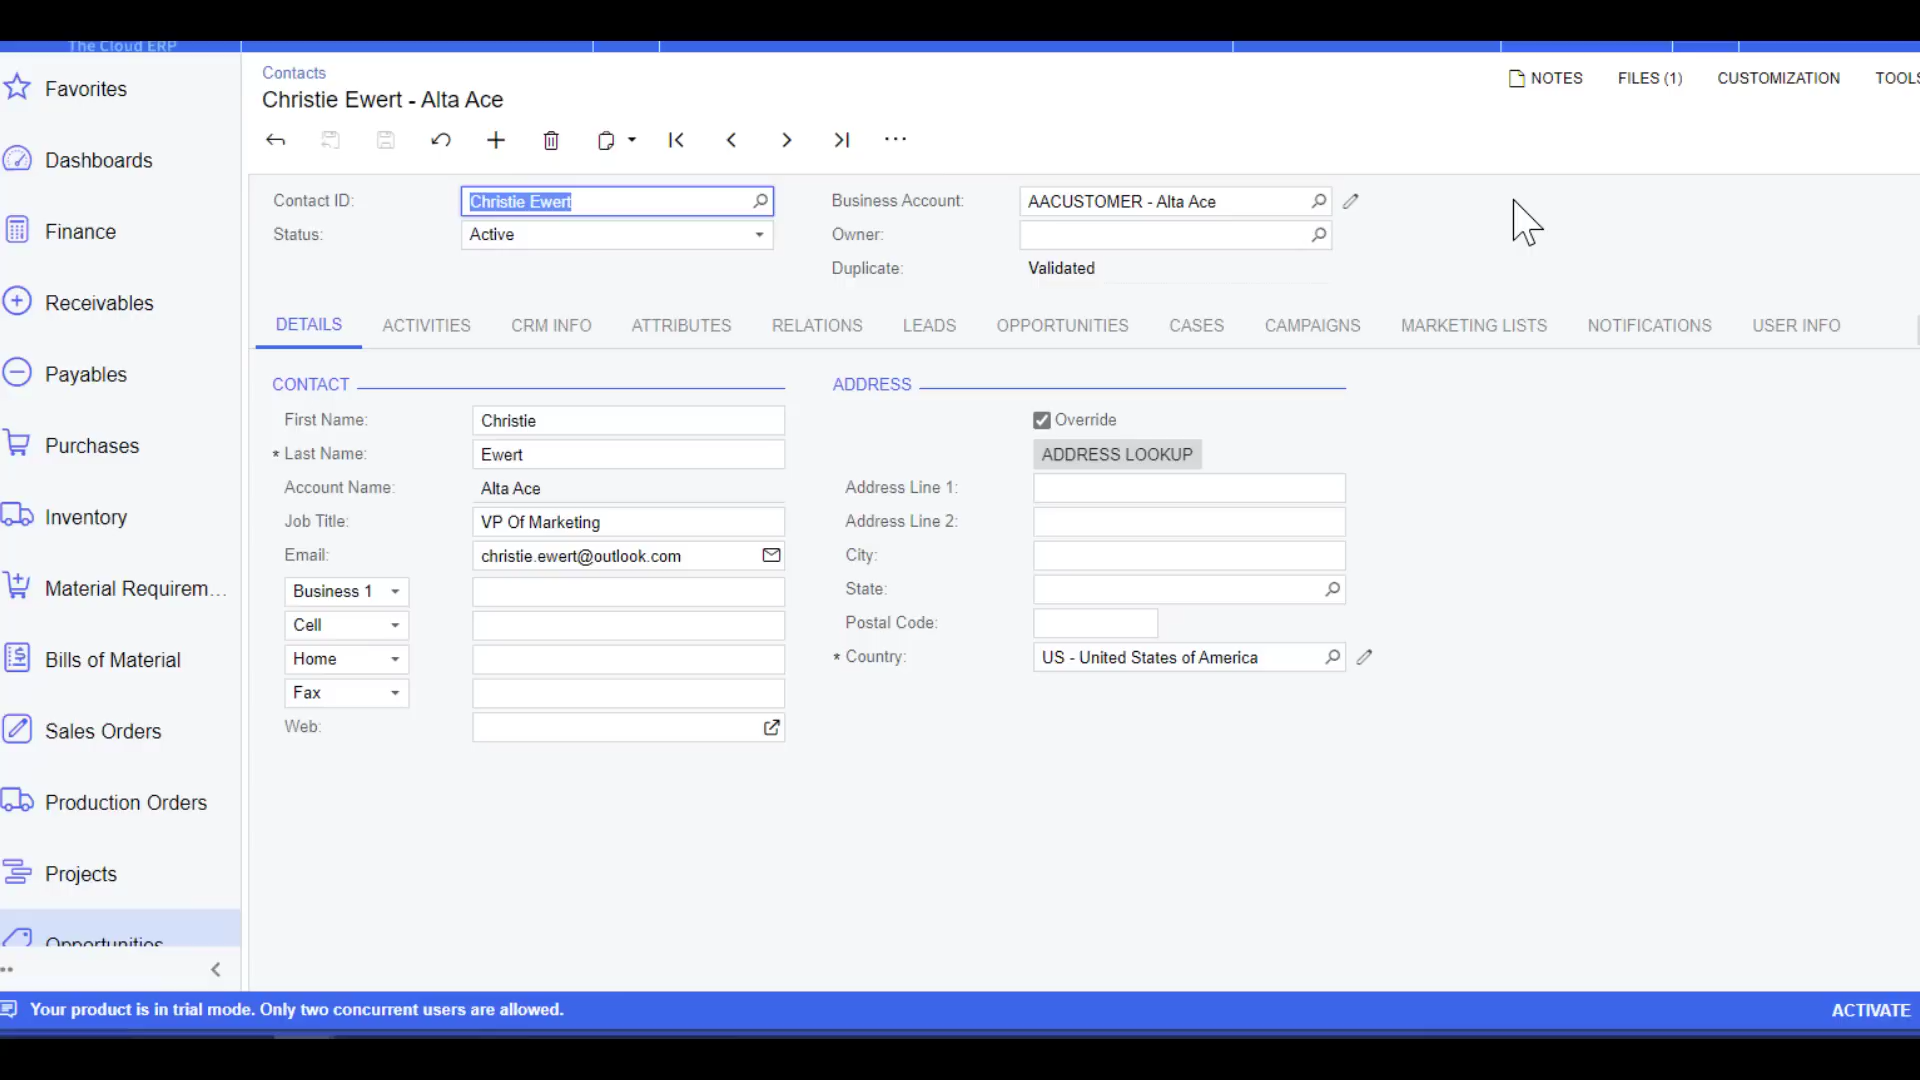 The Cloud ERP
Favorites
Dashboards
Finance
Receivables
Payables
Purchases
Inventory
Material Requirem...
Bills of Material
Sales Orders
Production Orders
Projects
Opportunities
Contacts
Christie Ewert - Alta Ace
NOTES FILES (1) CUSTOMIZATION TOOLS
Contact ID: Christie Ewert
Status: Active
Business Account: AACUSTOMER - Alta Ace
Owner:
Duplicate: Validated
DETAILS ACTIVITIES CRM INFO ATTRIBUTES RELATIONS LEADS OPPORTUNITIES CASES CAMPAIGNS MARKETING LISTS NOTIFICATIONS USER INFO
CONTACT
First Name: Christie
* Last Name: Ewert
Account Name: Alta Ace
Job Title: VP Of Marketing
Email: christie.ewert@outlook.com
Business 1
Cell
Home
Fax
Web:
ADDRESS
Override
ADDRESS LOOKUP
Address Line 1:
Address Line 2:
City:
State:
Postal Code:
* Country: US - United States of America
Your product is in trial mode. Only two concurrent users are allowed.
ACTIVATE